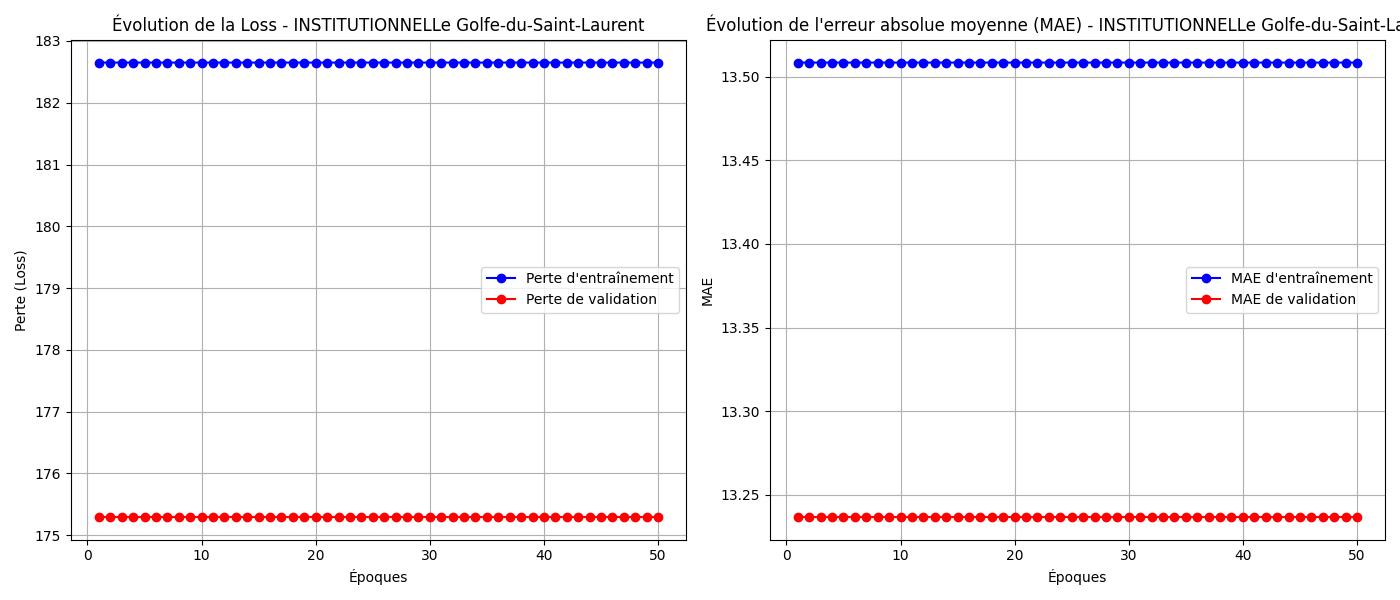 Évolution de la Loss - INSTITUTIONNELLe Golfe-du-Saint-Laurent
183
182
181
180
179
178
177
176
175
Perte (Loss)
Perte d'entraînement
Perte de validation
0 10 20 30 40 50
Époques
Évolution de l'erreur absolue moyenne (MAE) - INSTITUTIONNELLe Golfe-du-Saint-La
13.50
13.45
13.40
13.35
13.30
13.25
MAE
MAE d'entraînement
MAE de validation
0 10 20 30 40 50
Époques